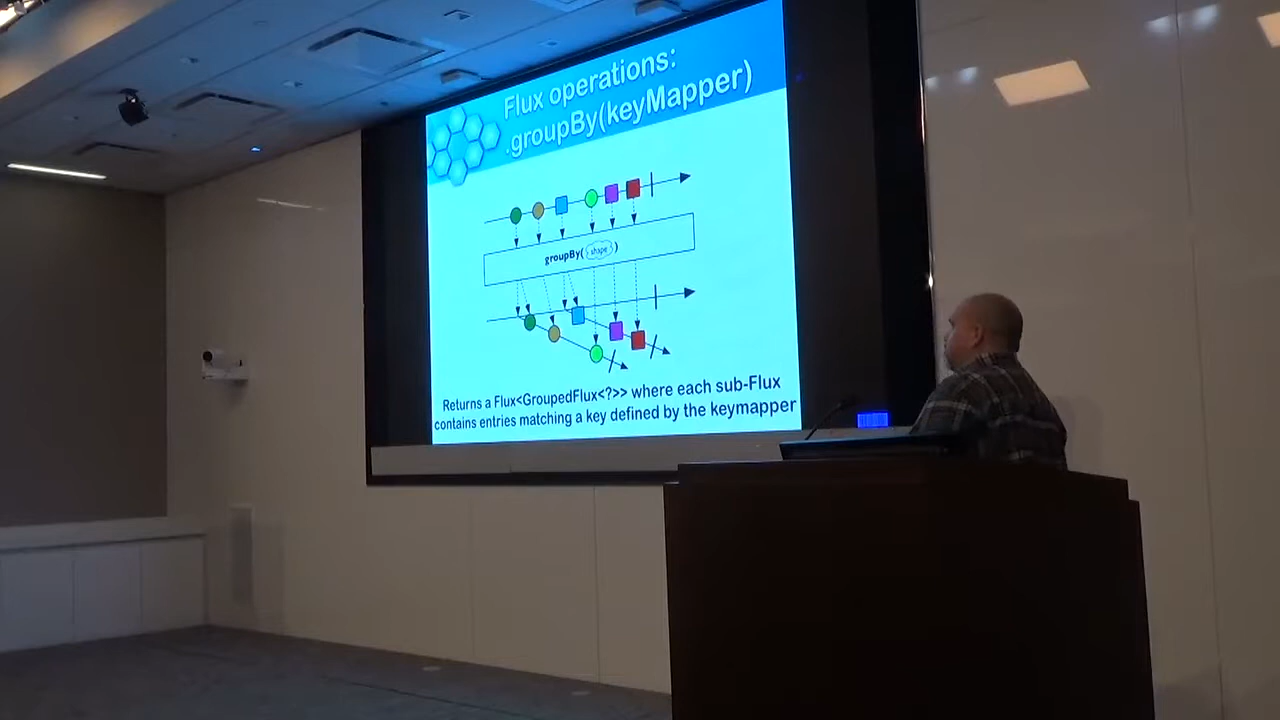 Flux operations:
.groupBy(keyMapper)
groupBy( shape )
Returns a Flux<GroupedFlux<?>> where each sub-Flux
contains entries matching a key defined by the keymapper